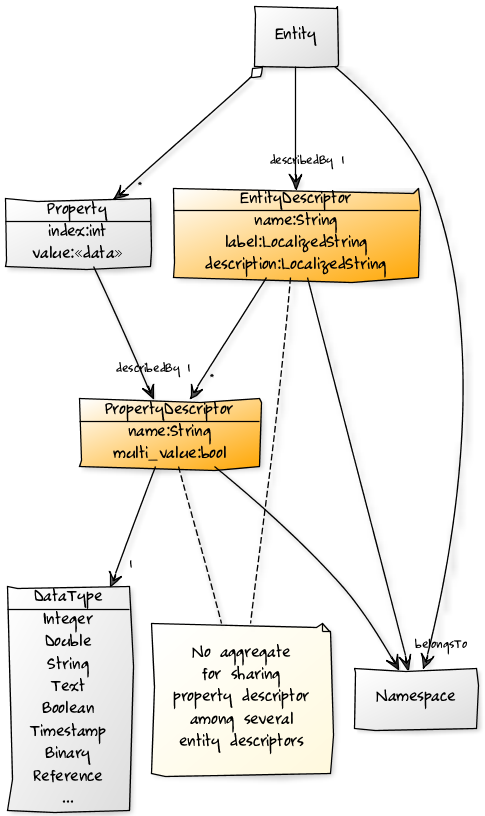 Entity
describedBy 1
*
Property
index:int
value:«data»
EntityDescriptor
name:String
label:LocalizedString
description:LocalizedString
describedBy 1
*
PropertyDescriptor
name:String
multi_value:bool
1
DataType
Integer
Double
String
Text
Boolean
Timestamp
Binary
Reference
...
No aggregate
for sharing
property descriptor
among several
entity descriptors
belongsTo
Namespace